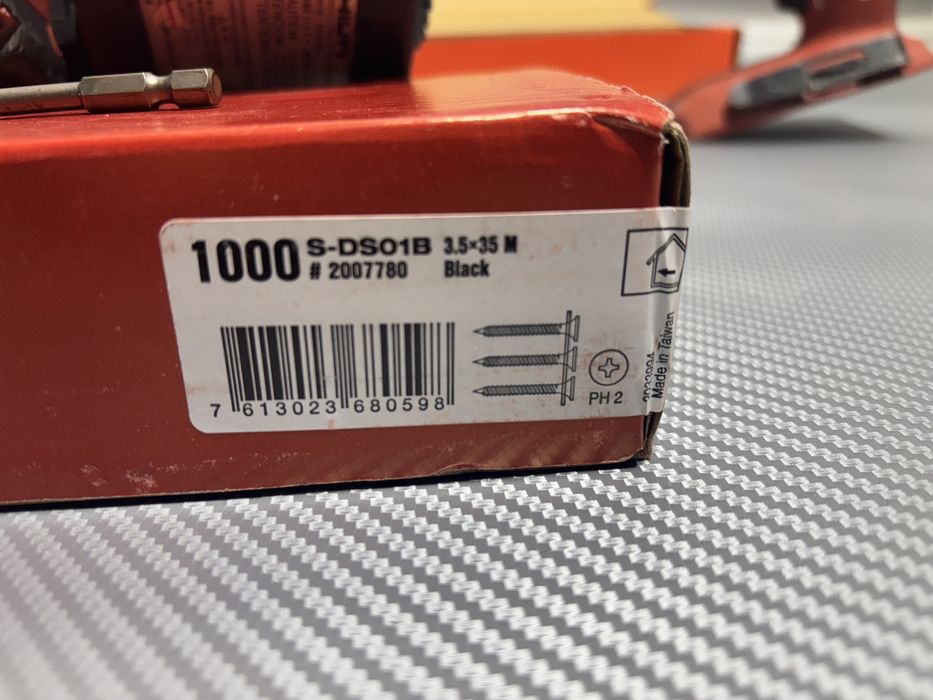 1000 S-DS01B 3.5×35 M
# 2007780 Black
7 613023 680598
PH 2
Made in Taiwan